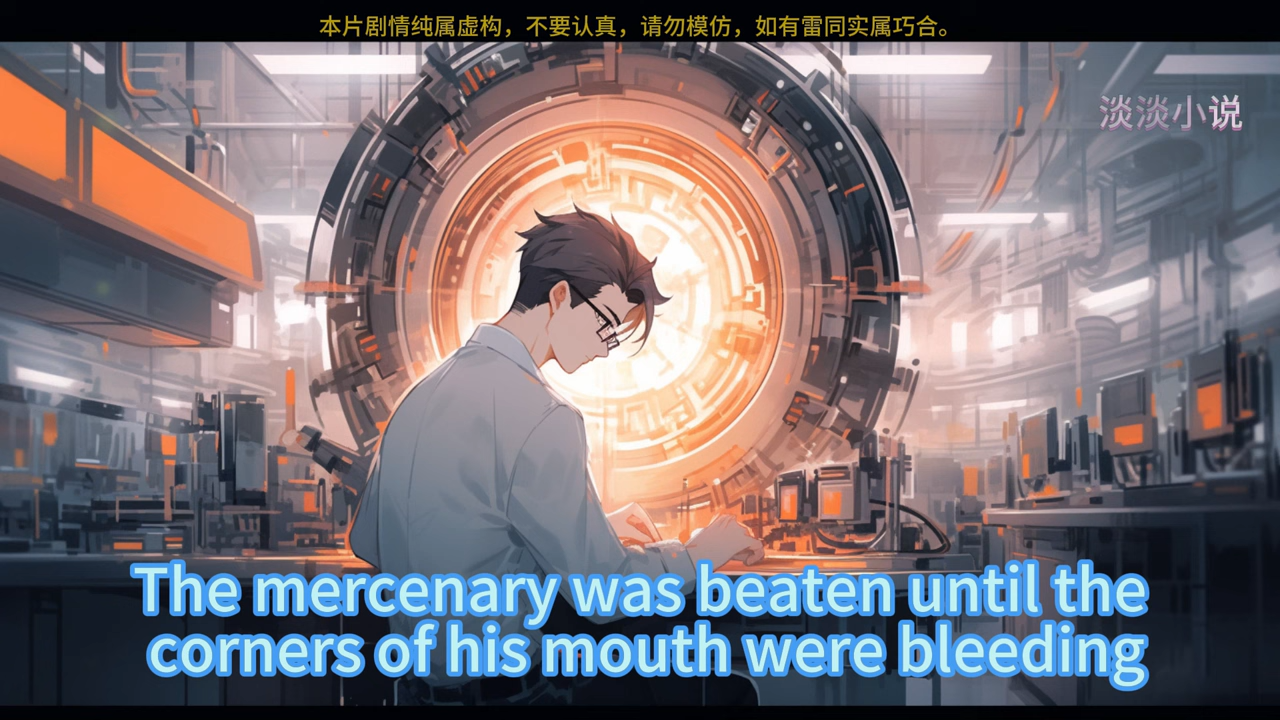 本片剧情纯属虚构，不要认真，请勿模仿，如有雷同实属巧合。
淡淡小说
The mercenary was beaten until the
corners of his mouth were bleeding